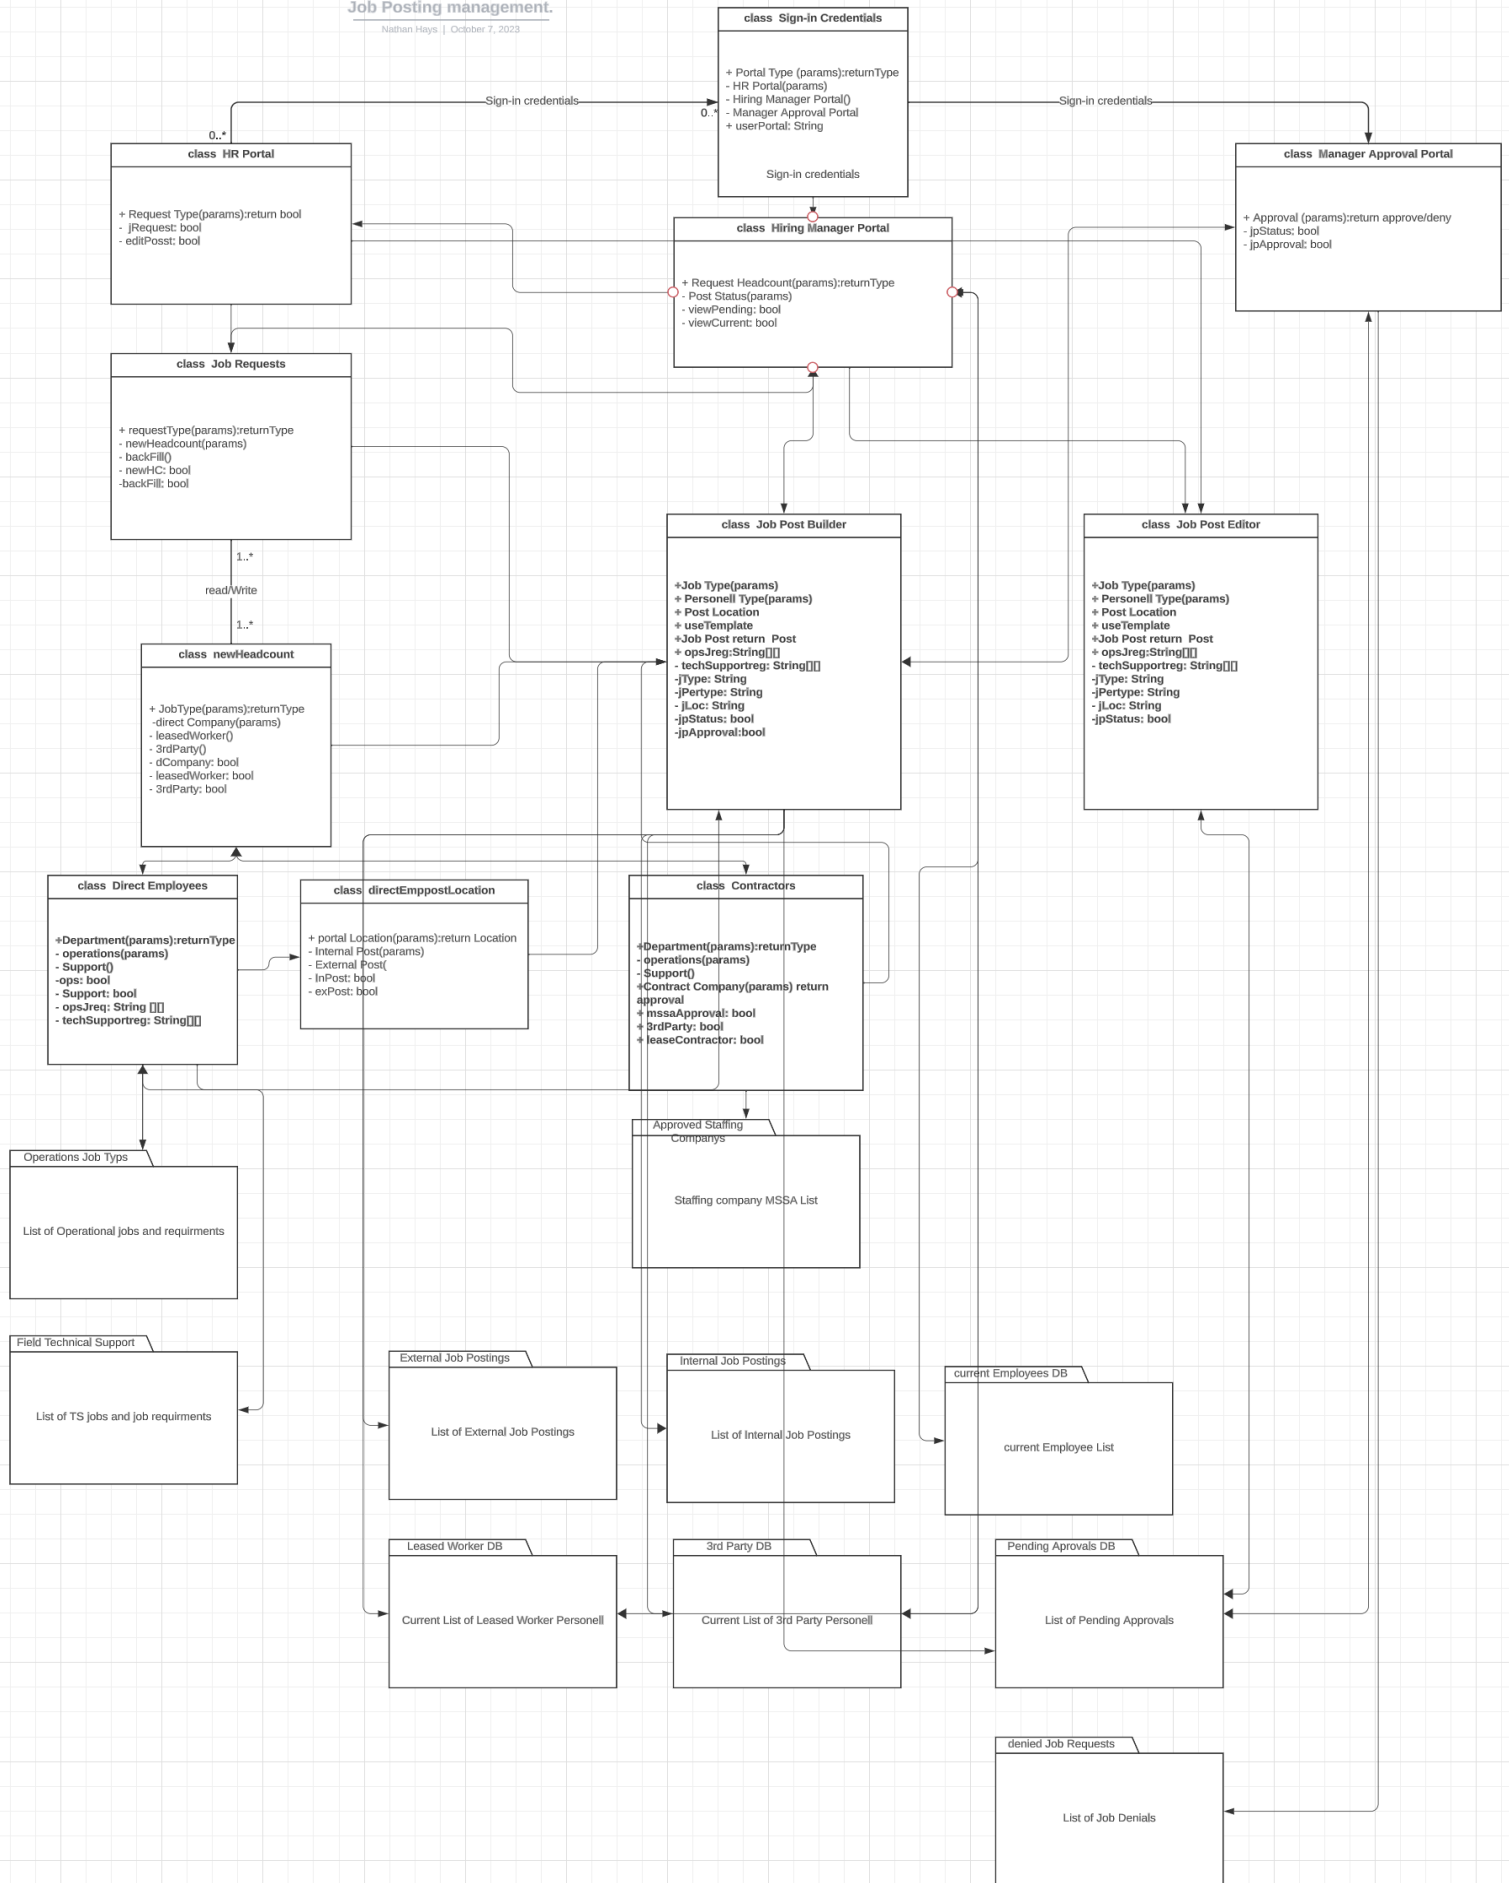 Job Posting management.
Nathan Hays | October 7, 2023
class Sign-in Credentials
+ Portal Type (params):returnType
- HR Portal(params)
- Hiring Manager Portal()
- Manager Approval Portal
+ userPortal: String
Sign-in credentials
Sign-in credentials
Sign-in credentials
0..*
0..*
class HR Portal
+ Request Type(params):return bool
- jRequest: bool
- editPosst: bool
class Manager Approval Portal
+ Approval (params):return approve/deny
- jpStatus: bool
- jpApproval: bool
class Hiring Manager Portal
+ Request Headcount(params):returnType
- Post Status(params)
- viewPending: bool
- viewCurrent: bool
class Job Requests
+ requestType(params):returnType
- newHeadcount(params)
- backFill()
- newHC: bool
-backFill: bool
1..*
read/Write
1..*
class Job Post Builder
+Job Type(params)
+ Personell Type(params)
+ Post Location
+ useTemplate
+Job Post return Post
+ opsJreg:String[][]
- techSupportreg: String[][]
-jType: String
-jPertype: String
- jLoc: String
-jpStatus: bool
-jpApproval:bool
class Job Post Editor
+Job Type(params)
+ Personell Type(params)
+ Post Location
+ useTemplate
+Job Post return Post
+ opsJreg:String[][]
- techSupportreg: String[][]
-jType: String
-jPertype: String
- jLoc: String
-jpStatus: bool
class newHeadcount
+ JobType(params):returnType
-direct Company(params)
- leasedWorker()
- 3rdParty()
- dCompany: bool
- leasedWorker: bool
- 3rdParty: bool
class Direct Employees
+Department(params):returnType
- operations(params)
- Support()
-ops: bool
- Support: bool
- opsJreq: String [][]
- techSupportreg: String[][]
class directEmppostLocation
+ portal Location(params):return Location
- Internal Post(params)
- External Post(
- InPost: bool
- exPost: bool
class Contractors
+Department(params):returnType
- operations(params)
- Support()
+Contract Company(params) return
approval
+ mssaApproval: bool
+ 3rdParty: bool
+ leaseContractor: bool
Approved Staffing
Companys
Staffing company MSSA List
Operations Job Typs
List of Operational jobs and requirments
Field Technical Support
List of TS jobs and job requirments
External Job Postings
List of External Job Postings
Internal Job Postings
List of Internal Job Postings
current Employees DB
current Employee List
Leased Worker DB
Current List of Leased Worker Personell
3rd Party DB
Current List of 3rd Party Personell
Pending Aprovals DB
List of Pending Approvals
denied Job Requests
List of Job Denials